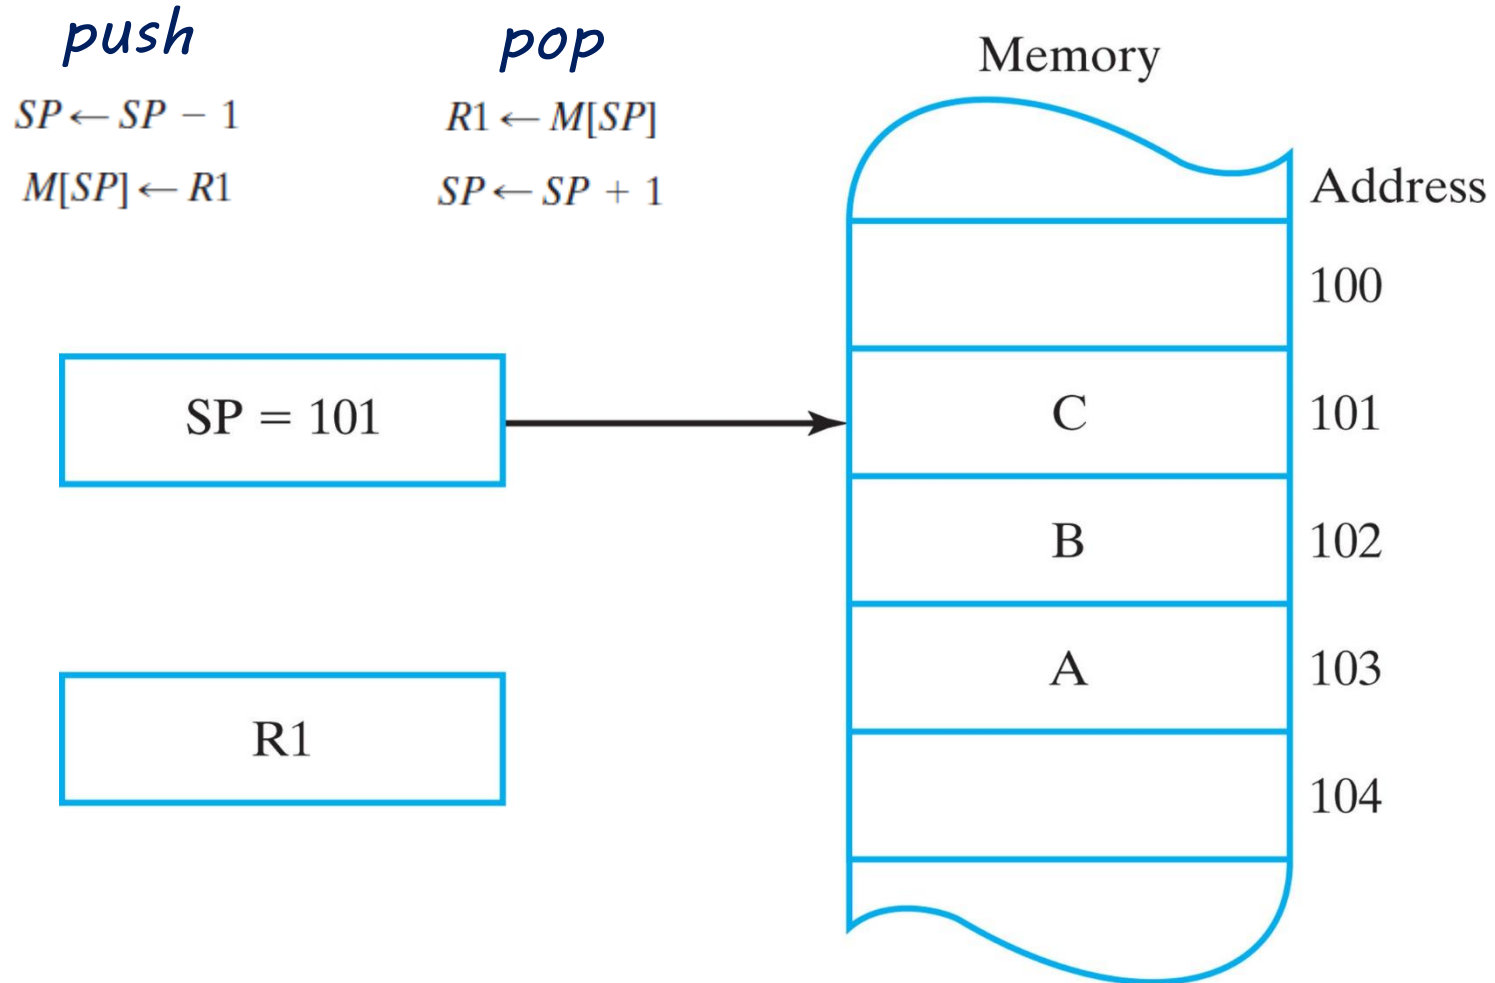 push
SP ← SP − 1
M[SP] ← R1
pop
R1 ← M[SP]
SP ← SP + 1
Memory
Address
100
SP = 101
C 101
B 102
R1
A 103
104